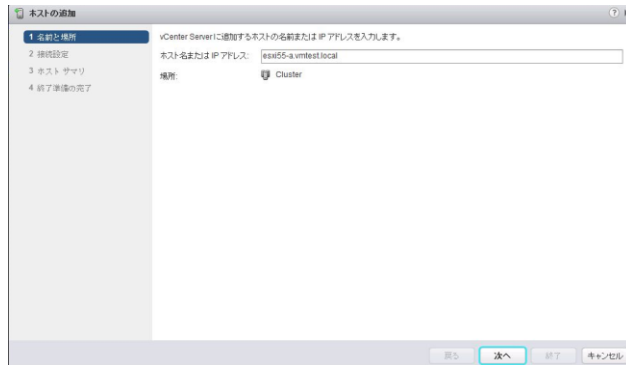 ホストの追加
?
1 名前と場所
2 接続設定
3 ホスト サマリ
4 終了準備の完了
vCenter Serverに追加するホストの名前または IP アドレスを入力します。
ホスト名または IP アドレス: esxi55-a.vmtest.local
場所: Cluster
戻る 次へ 終了 キャンセル